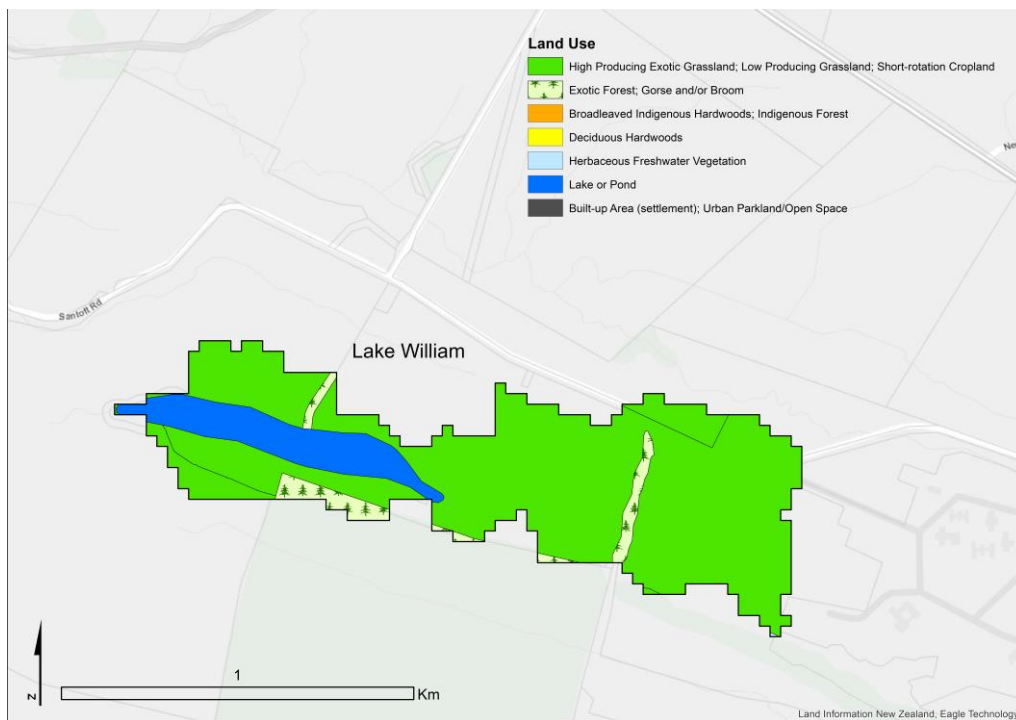 Land Use
High Producing Exotic Grassland; Low Producing Grassland; Short-rotation Cropland
Exotic Forest; Gorse and/or Broom
Broadleaved Indigenous Hardwoods; Indigenous Forest
Deciduous Hardwoods
Herbaceous Freshwater Vegetation
Lake or Pond
Built-up Area (settlement); Urban Parkland/Open Space
Santoft Rd
Lake William
1
Km
N
Land Information New Zealand, Eagle Technology